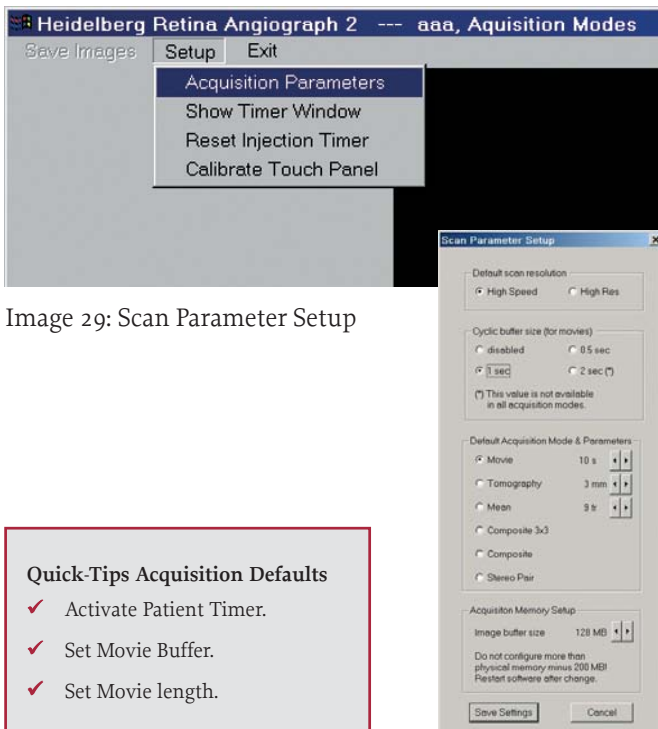 Heidelberg Retina Angiograph 2 --- aaa, Aquisition Modes
Save Images Setup Exit
Acquisition Parameters
Show Timer Window
Reset Injection Timer
Calibrate Touch Panel
Image 29: Scan Parameter Setup
Scan Parameter Setup
Default scan resolution
High Speed High Res
Cyclic buffer size (for movies)
disabled 0.5 sec
1 sec 2 sec (*)
(*) This value is not available
in all acquisition modes.
Default Acquisition Mode & Parameters
Movie 10 s
Tomography 3 mm
Mean 9 fr
Composite 3x3
Composite
Stereo Pair
Acquisiton Memory Setup
Image buffer size 128 MB
Do not configure more than
physical memory minus 200 MB!
Restart software after change.
Save Settings Cancel
Quick-Tips Acquisition Defaults
✓ Activate Patient Timer.
✓ Set Movie Buffer.
✓ Set Movie length.